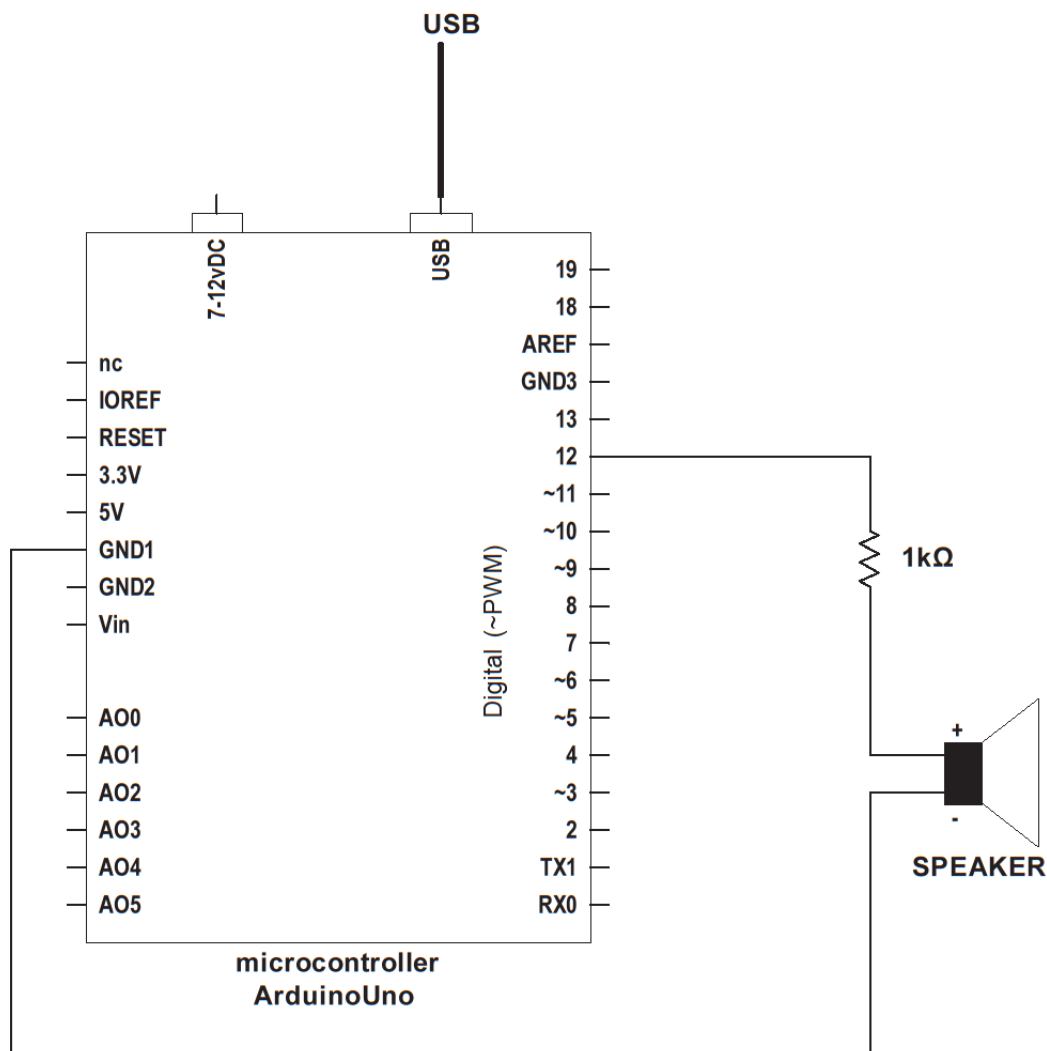 USB
7-12vDC
USB
nc
IOREF
RESET
3.3V
5V
GND1
GND2
Vin
AO0
AO1
AO2
AO3
AO4
AO5
19
18
AREF
GND3
13
12
~11
~10
~9
8
7
~6
~5
4
~3
2
TX1
RX0
Digital (~PWM)
1kΩ
+
-
SPEAKER
microcontroller
ArduinoUno